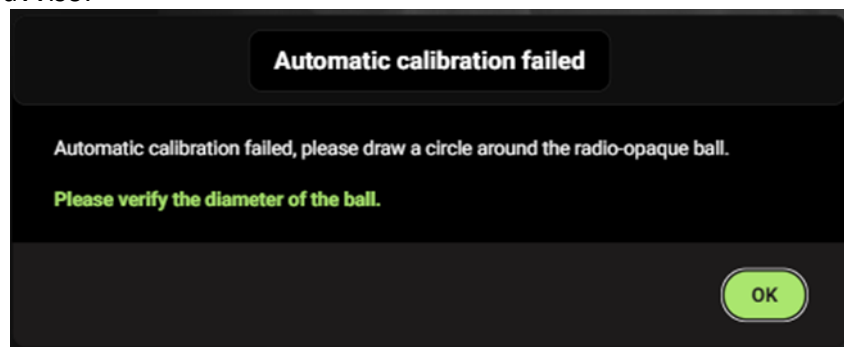 Automatic calibration failed
Automatic calibration failed, please draw a circle around the radio-opaque ball.
Please verify the diameter of the ball.
OK